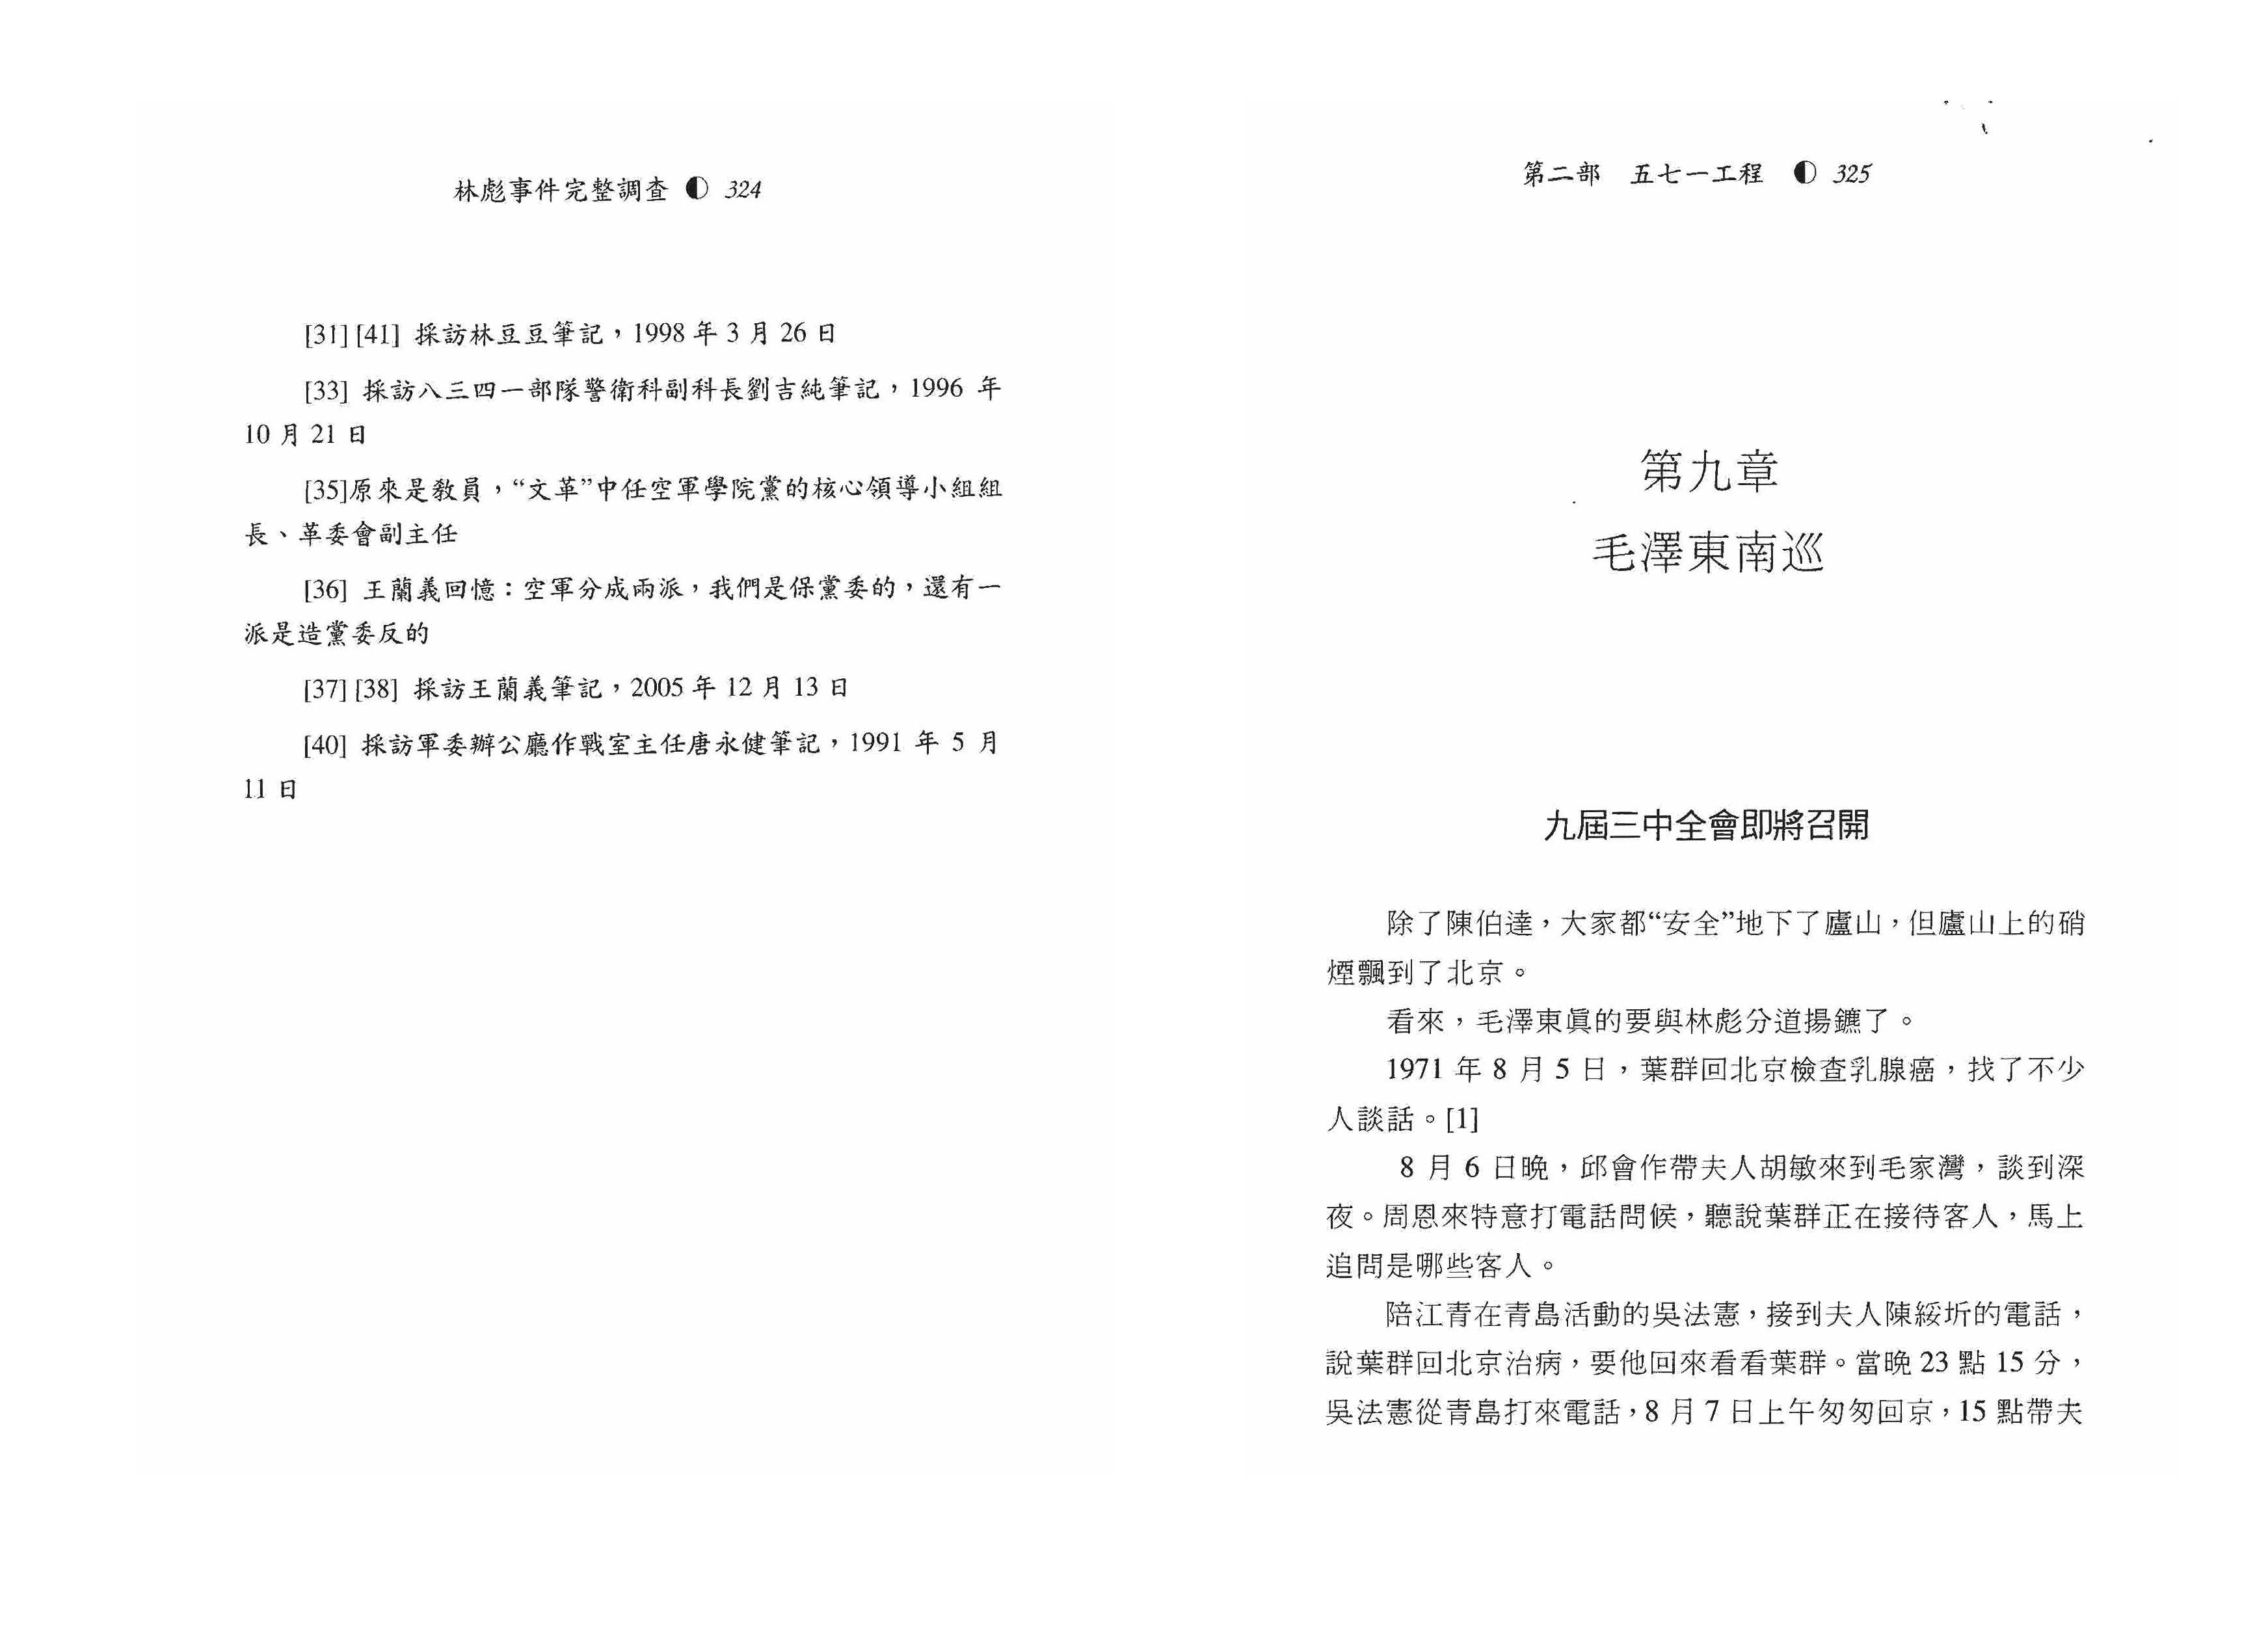 林彪事件完整調查 ◐ 324
[31] [41] 採訪林豆豆筆記，1998 年 3 月 26 日
[33] 採訪八三四一部隊警衛科副科長劉吉純筆記，1996 年
10 月 21 日
[35]原來是教員，“文革”中任空軍學院黨的核心領導小組組
長、革委會副主任
[36] 王蘭義回憶：空軍分成兩派，我們是保黨委的，還有一
派是造黨委反的
[37] [38] 採訪王蘭義筆記，2005 年 12 月 13 日
[40] 採訪軍委辦公廳作戰室主任唐永健筆記，1991 年 5 月
11 日
第二部 五七一工程 ◐ 325
第九章
毛澤東南巡
九屆三中全會即將召開
除了陳伯達，大家都“安全”地下了廬山，但廬山上的硝
煙飄到了北京。
看來，毛澤東眞的要與林彪分道揚鑣了。
1971 年 8 月 5 日，葉群回北京檢查乳腺癌，找了不少
人談話。[1]
8 月 6 日晚，邱會作帶夫人胡敏來到毛家灣，談到深
夜。周恩來特意打電話問候，聽說葉群正在接待客人，馬上
追問是哪些客人。
陪江青在青島活動的吳法憲，接到夫人陳綏圻的電話，
說葉群回北京治病，要他回來看看葉群。當晚 23 點 15 分，
吳法憲從青島打來電話，8 月 7 日上午匆匆回京，15 點帶夫